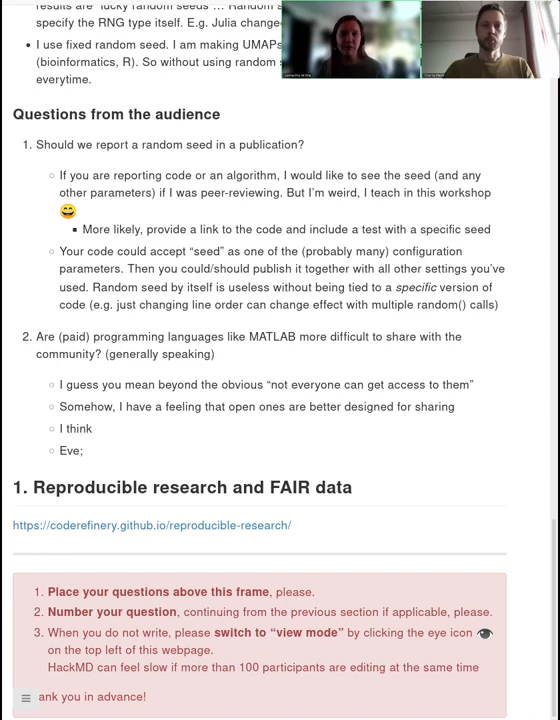 results are "lucky random seeds"... Random s
specify the RNG type itself. E.g. Julia change
• I use fixed random seed. I am making UMAPs
(bioinformatics, R). So without using random s
everytime.
Questions from the audience
1. Should we report a random seed in a publication?
◦ If you are reporting code or an algorithm, I would like to see the seed (and any
other parameters) if I was peer-reviewing. But I'm weird, I teach in this workshop
😄
▪ More likely, provide a link to the code and include a test with a specific seed
◦ Your code could accept "seed" as one of the (probably many) configuration
parameters. Then you could/should publish it together with all other settings you've
used. Random seed by itself is useless without being tied to a specific version of
code (e.g. just changing line order can change effect with multiple random() calls)
2. Are (paid) programming languages like MATLAB more difficult to share with the
community? (generally speaking)
◦ I guess you mean beyond the obvious "not everyone can get access to them"
◦ Somehow, I have a feeling that open ones are better designed for sharing
◦ I think
◦ Eve;
1. Reproducible research and FAIR data
https://coderefinery.github.io/reproducible-research/
1. Place your questions above this frame, please.
2. Number your question, continuing from the previous section if applicable, please.
3. When you do not write, please switch to "view mode" by clicking the eye icon 👁
on the top left of this webpage.
HackMD can feel slow if more than 100 participants are editing at the same time
ank you in advance!